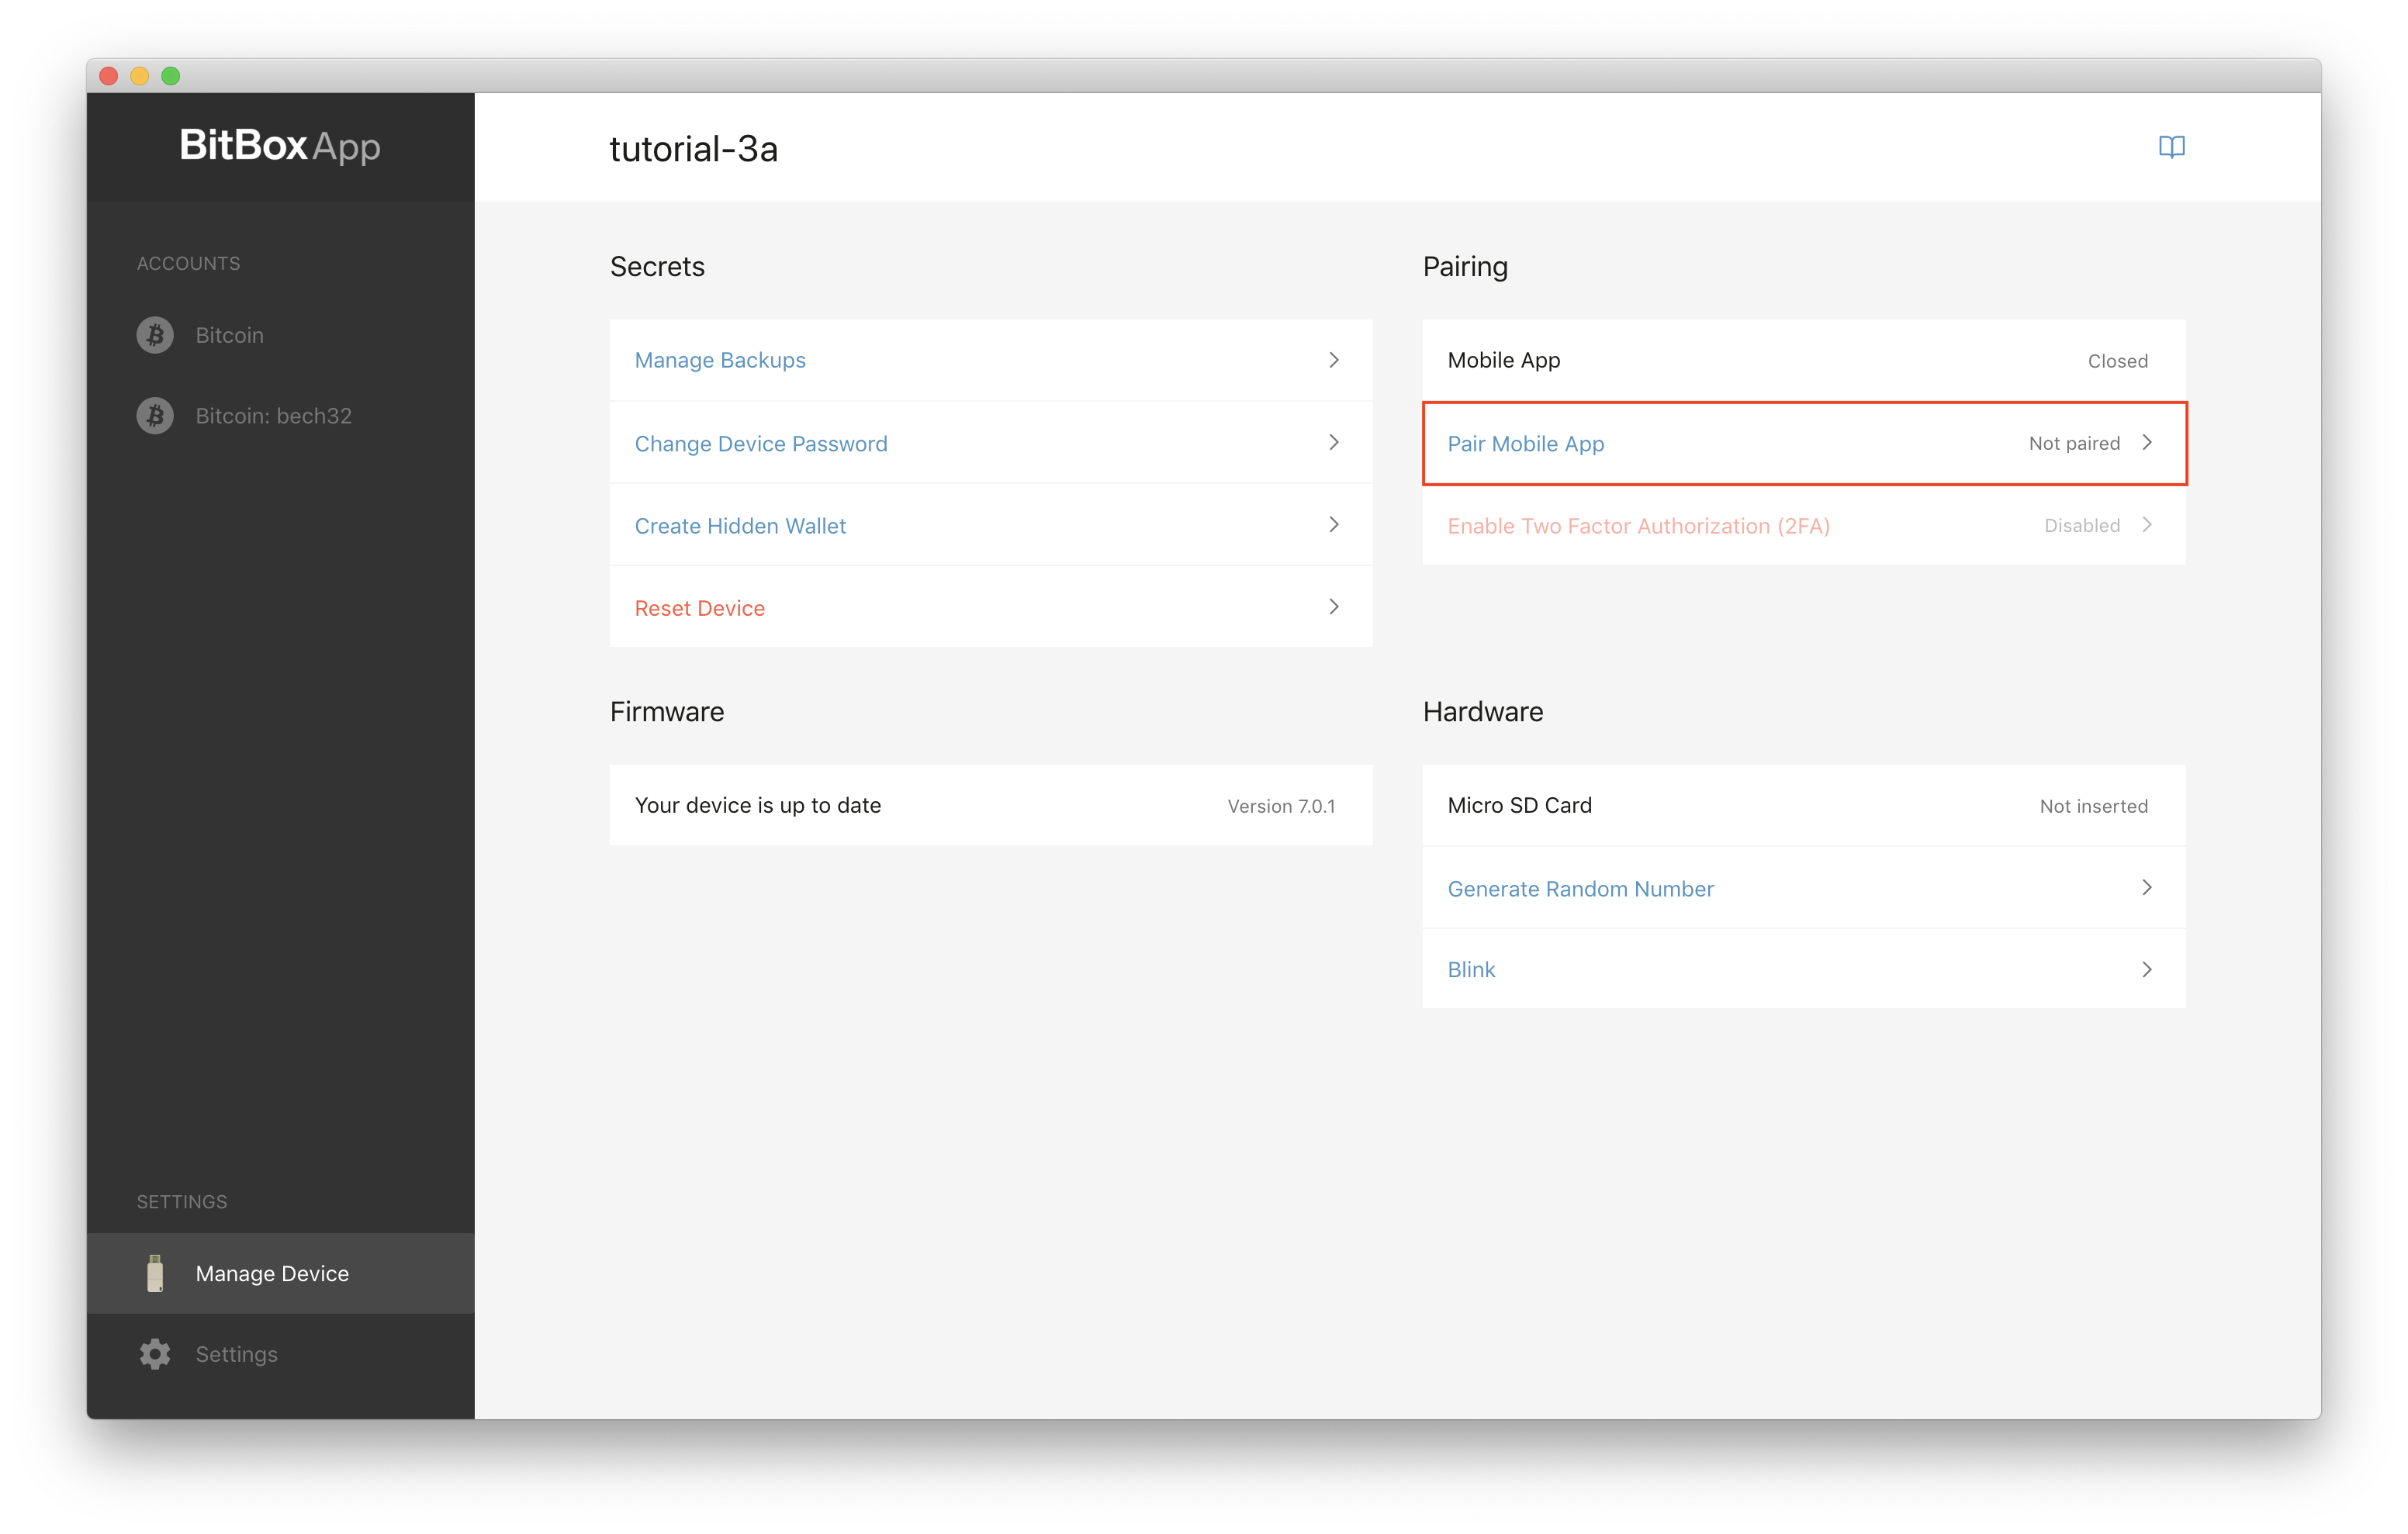 BitBox App
ACCOUNTS
Bitcoin
Bitcoin: bech32
SETTINGS
Manage Device
Settings
tutorial-3a
Secrets
Manage Backups
Change Device Password
Create Hidden Wallet
Reset Device
Pairing
Mobile App Closed
Pair Mobile App Not paired
Enable Two Factor Authorization (2FA) Disabled
Firmware
Your device is up to date Version 7.0.1
Hardware
Micro SD Card Not inserted
Generate Random Number
Blink